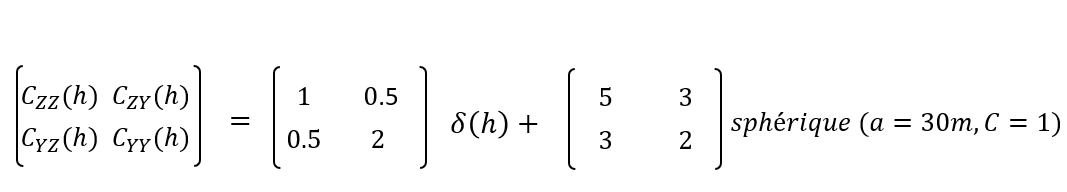 C_ZZ(h) C_ZY(h) 1 0.5 5 3
= δ(h) + sphérique (a = 30m, C = 1)
C_YZ(h) C_YY(h) 0.5 2 3 2